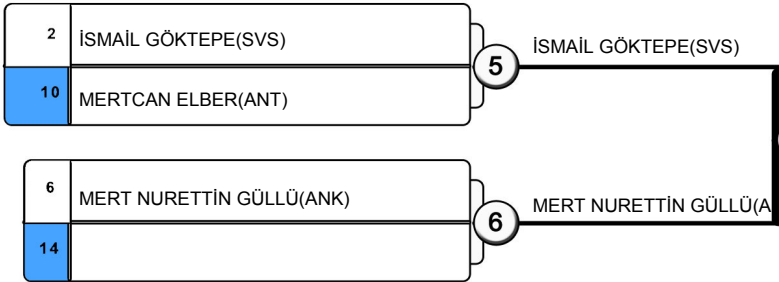 2 İSMAİL GÖKTEPE(SVS)
5 İSMAİL GÖKTEPE(SVS)
10 MERTCAN ELBER(ANT)
6 MERT NURETTİN GÜLLÜ(ANK)
6 MERT NURETTİN GÜLLÜ(A
14